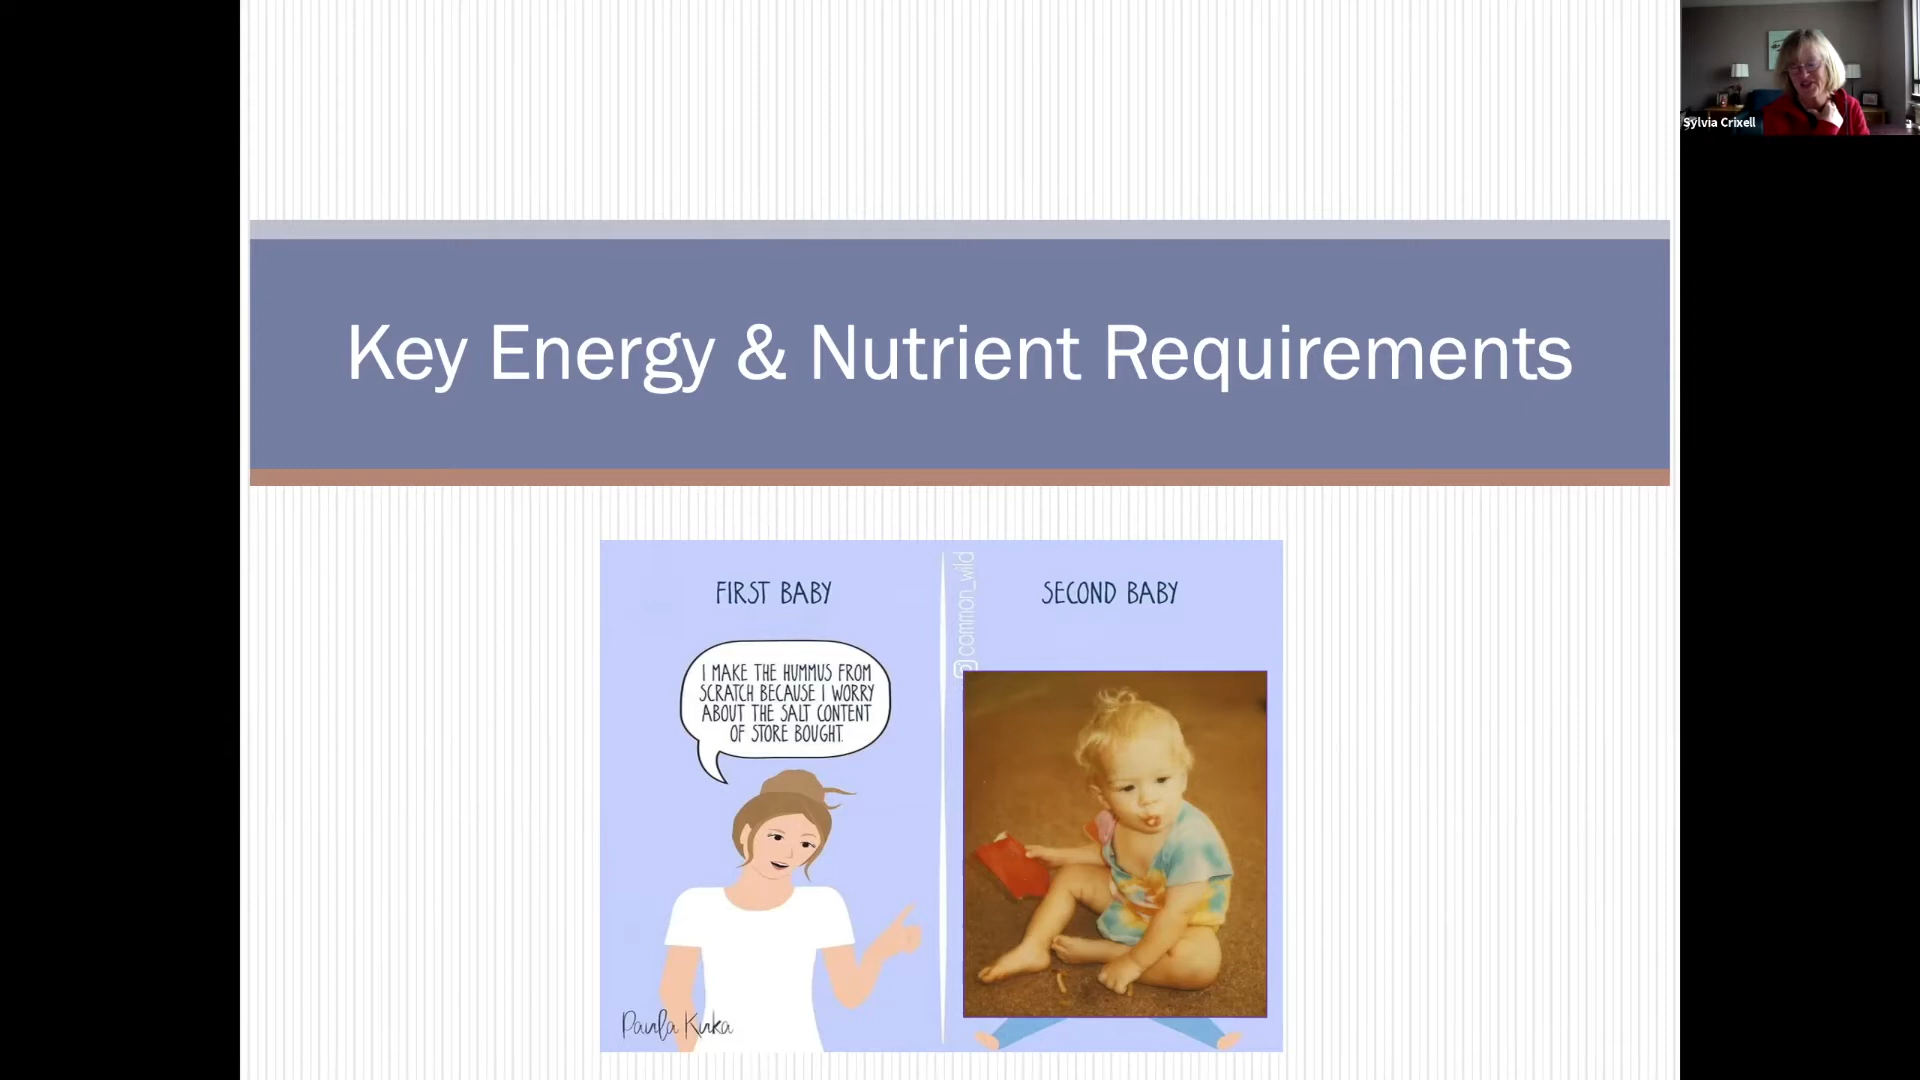 Sylvia Crixell
Key Energy & Nutrient Requirements
FIRST BABY
I MAKE THE HUMMUS FROM
SCRATCH BECAUSE I WORRY
ABOUT THE SALT CONTENT
OF STORE BOUGHT.
Paula Kuka
@common_wild
SECOND BABY